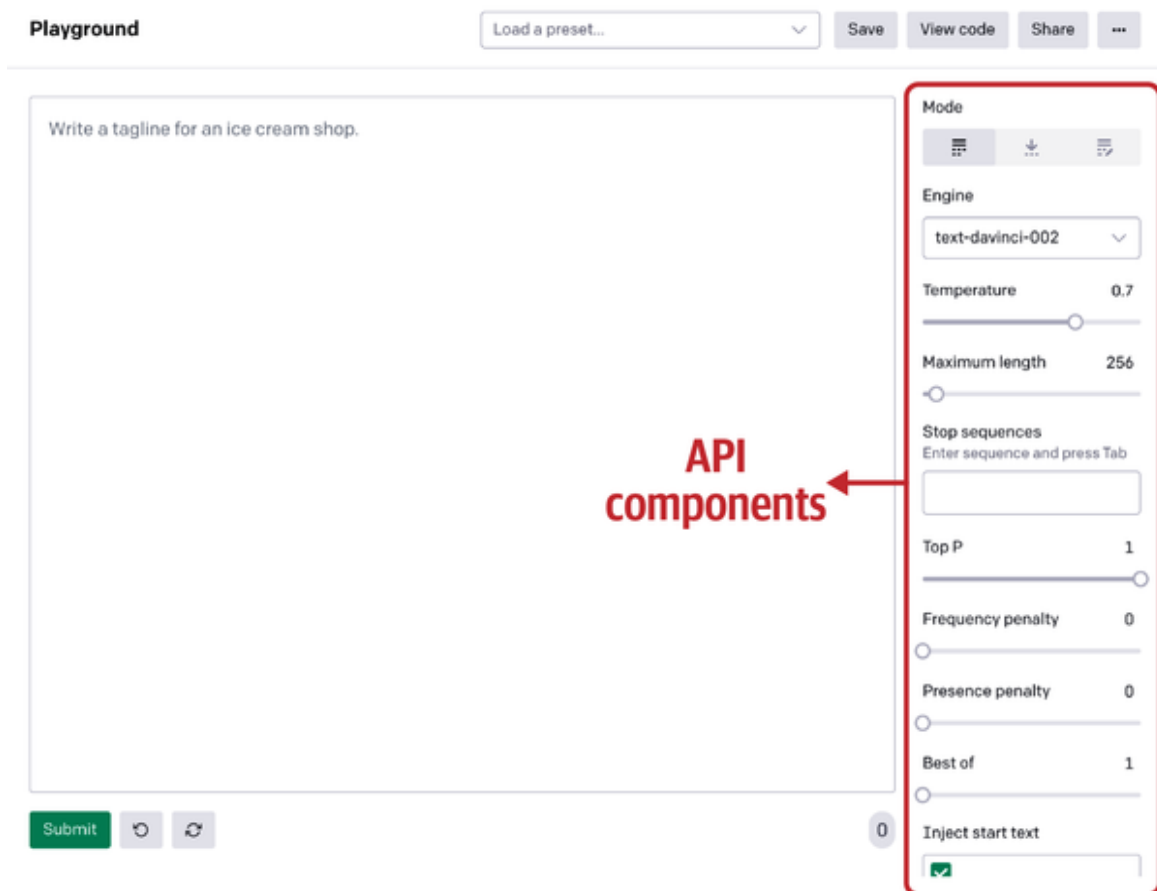 Playground
Load a preset...
Save
View code
Share
...
Write a tagline for an ice cream shop.
Mode
Engine
text-davinci-002
Temperature 0.7
Maximum length 256
Stop sequences
Enter sequence and press Tab
API
components
Top P 1
Frequency penalty 0
Presence penalty 0
Best of 1
Inject start text
Submit
0